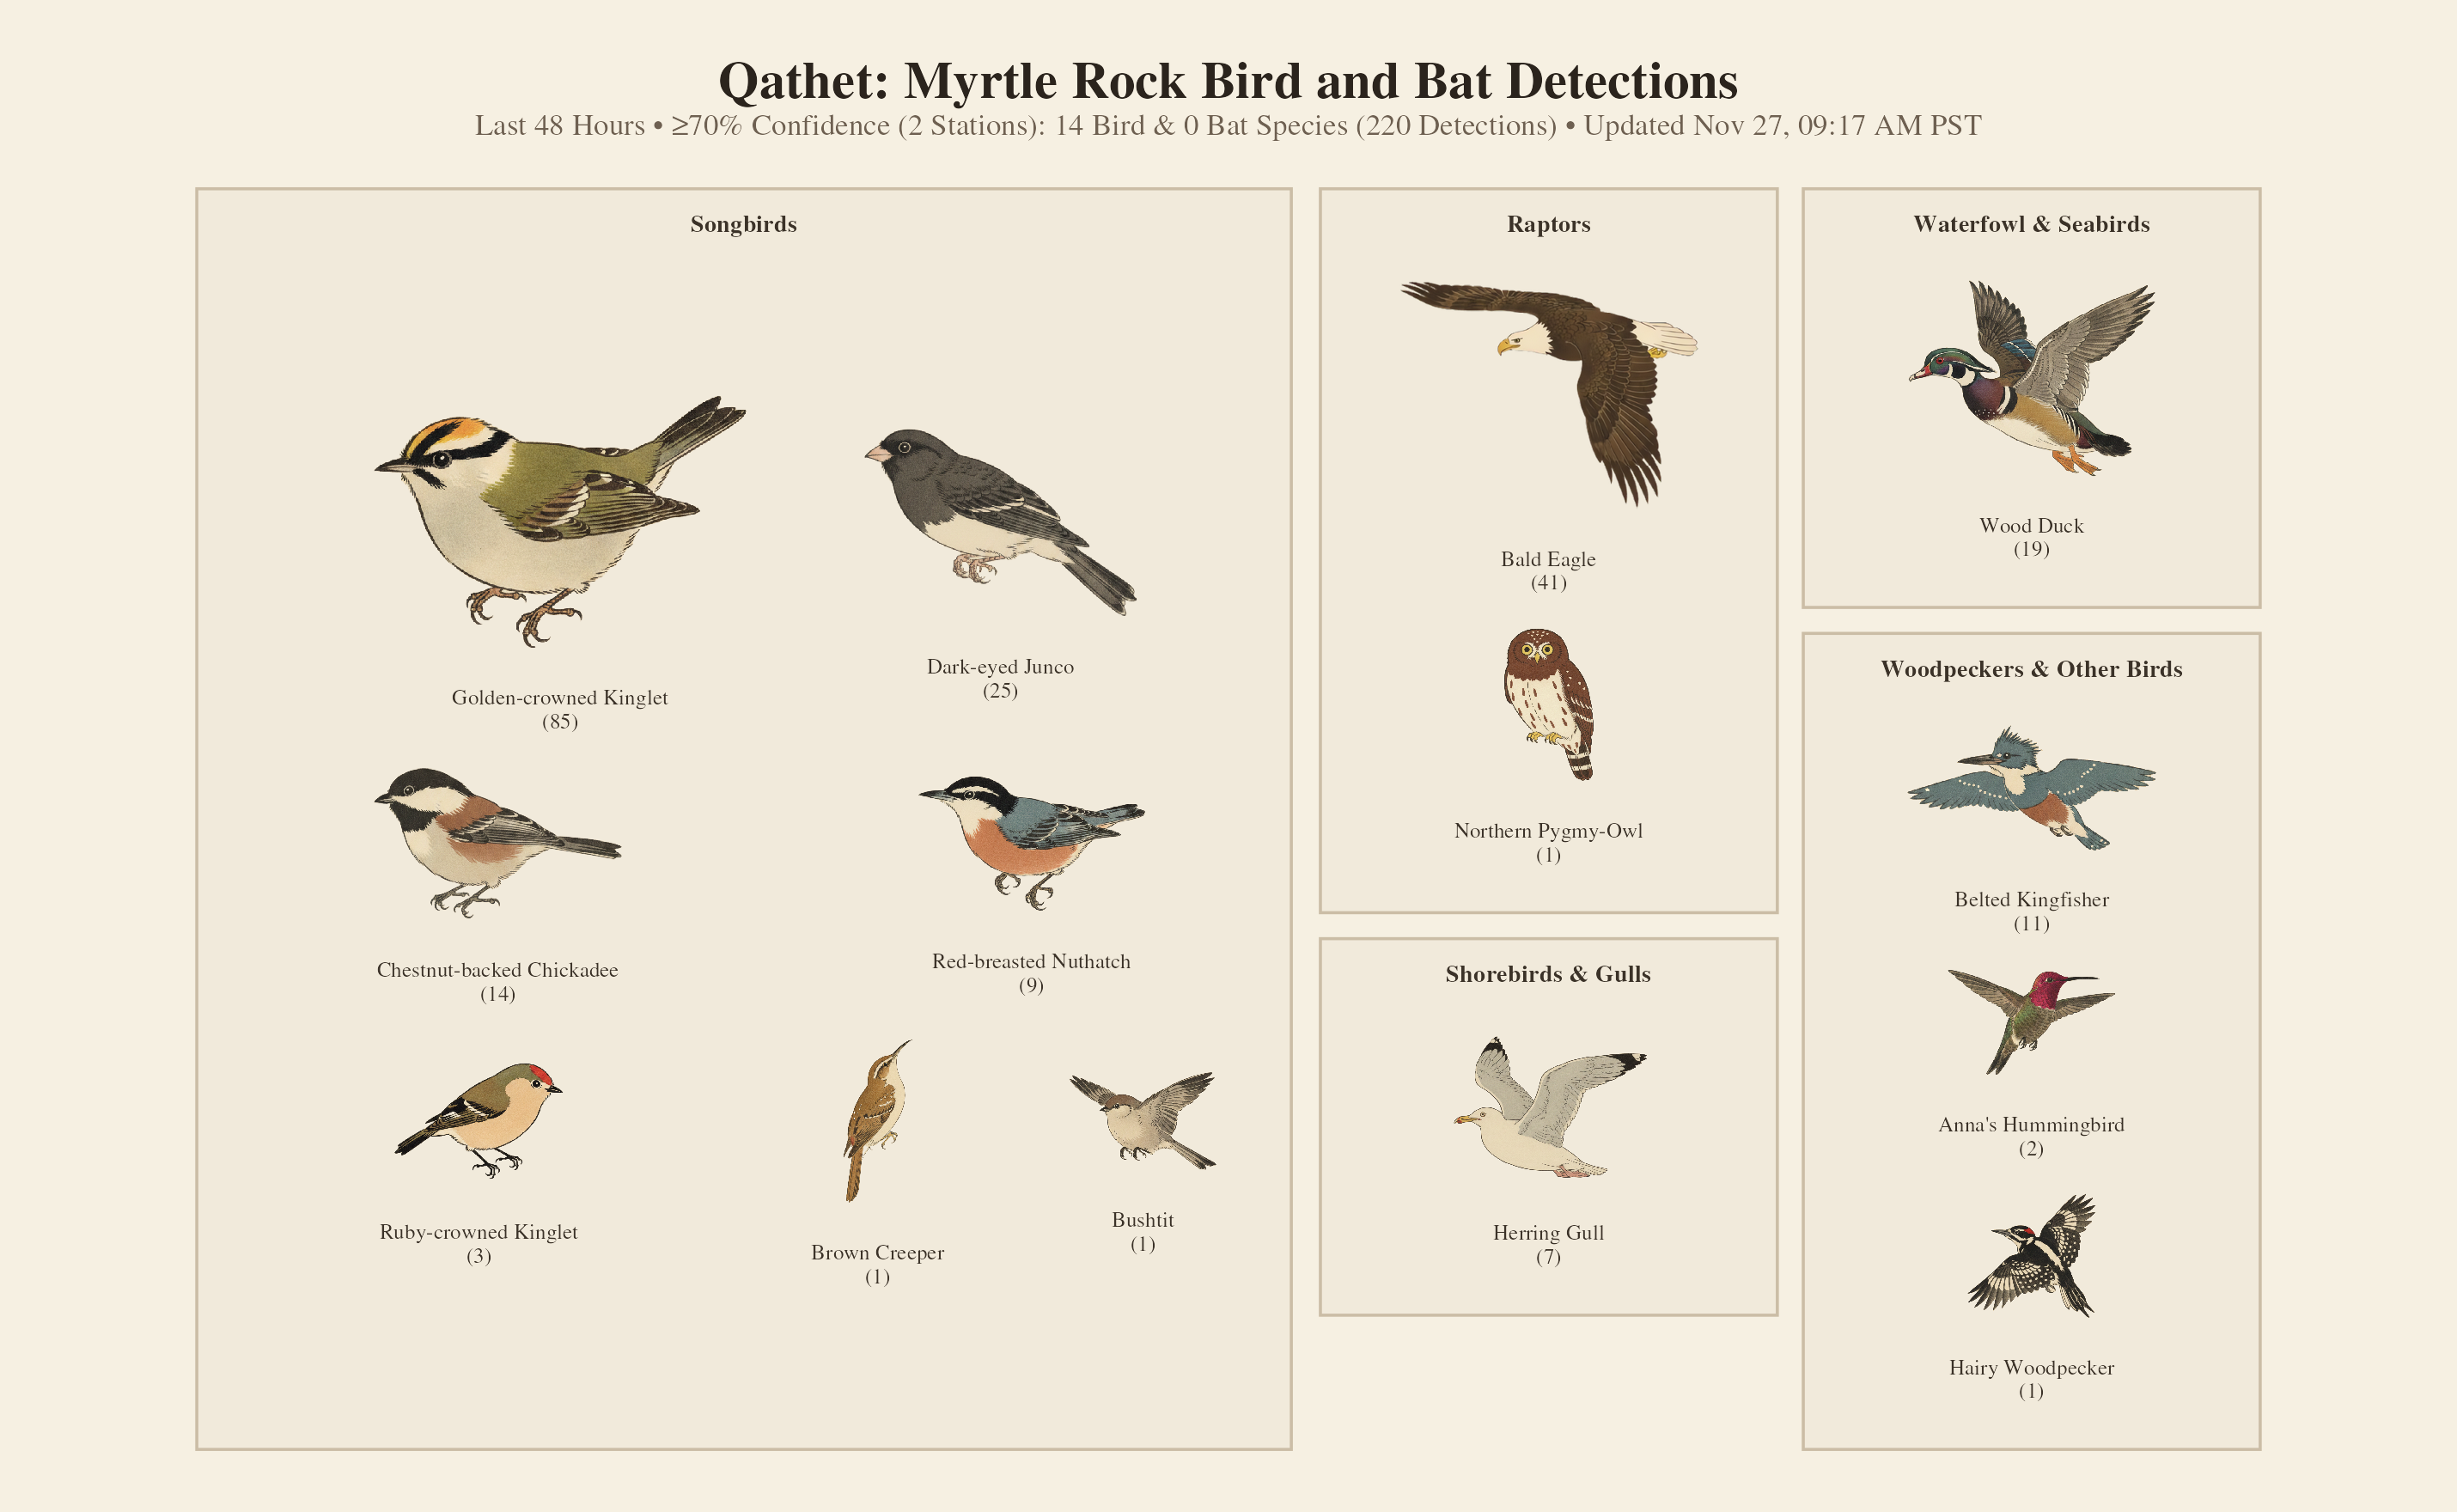 Qathet: Myrtle Rock Bird and Bat Detections
Last 48 Hours • ≥70% Confidence (2 Stations): 14 Bird & 0 Bat Species (220 Detections) • Updated Nov 27, 09:17 AM PST
Songbirds
Golden-crowned Kinglet
(85)
Dark-eyed Junco
(25)
Chestnut-backed Chickadee
(14)
Red-breasted Nuthatch
(9)
Ruby-crowned Kinglet
(3)
Brown Creeper
(1)
Bushtit
(1)
Raptors
Bald Eagle
(41)
Northern Pygmy-Owl
(1)
Shorebirds & Gulls
Herring Gull
(7)
Waterfowl & Seabirds
Wood Duck
(19)
Woodpeckers & Other Birds
Belted Kingfisher
(11)
Anna's Hummingbird
(2)
Hairy Woodpecker
(1)